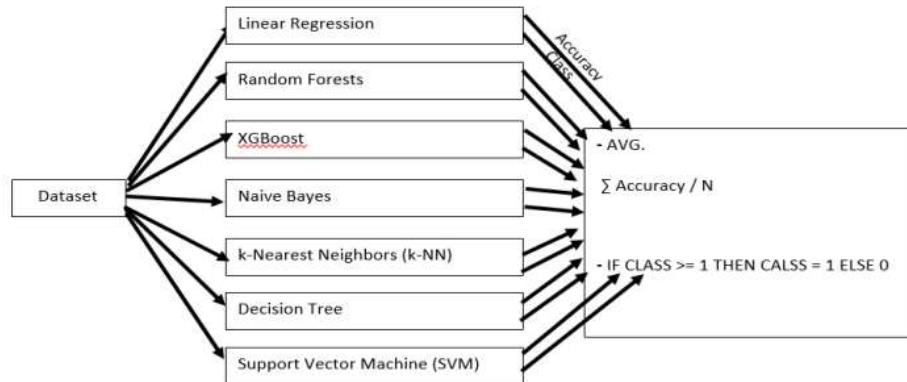 Linear Regression
Accuracy
Class
Random Forests
XGBoost
Dataset
Naive Bayes
k-Nearest Neighbors (k-NN)
Decision Tree
Support Vector Machine (SVM)
- AVG.
∑ Accuracy / N
- IF CLASS >= 1 THEN CALSS = 1 ELSE 0